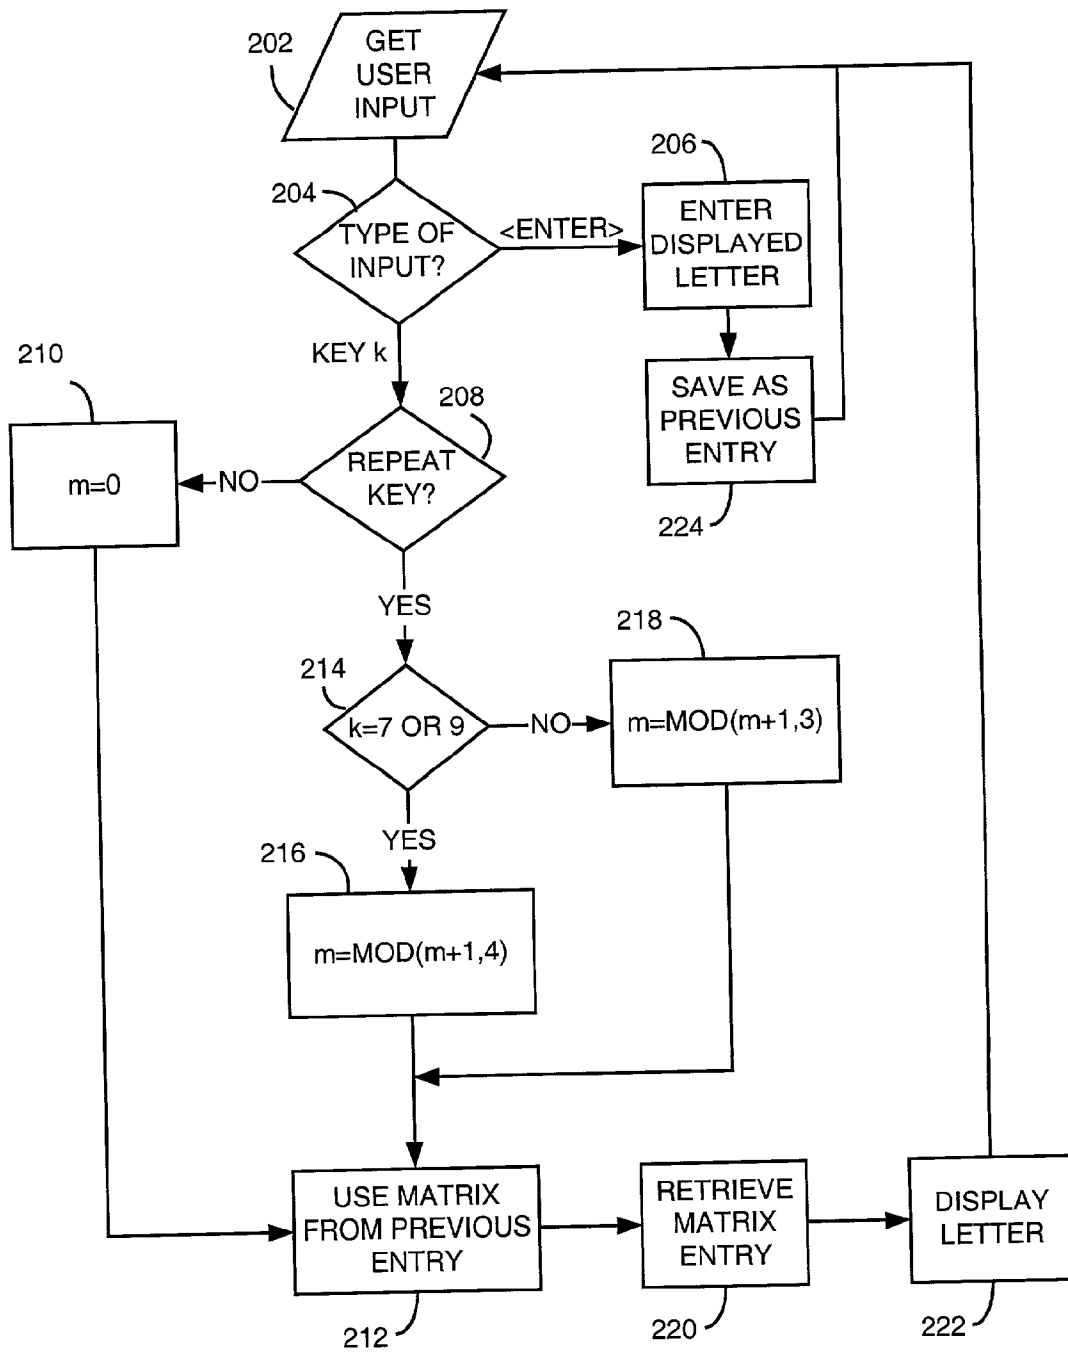 202
GET
USER
INPUT
204
TYPE OF
INPUT?
<ENTER>
206
ENTER
DISPLAYED
LETTER
KEY k
210
m=0
NO
208
REPEAT
KEY?
SAVE AS
PREVIOUS
ENTRY
224
YES
214
k=7 OR 9
NO
218
m=MOD(m+1,3)
YES
216
m=MOD(m+1,4)
USE MATRIX
FROM PREVIOUS
ENTRY
212
RETRIEVE
MATRIX
ENTRY
220
DISPLAY
LETTER
222